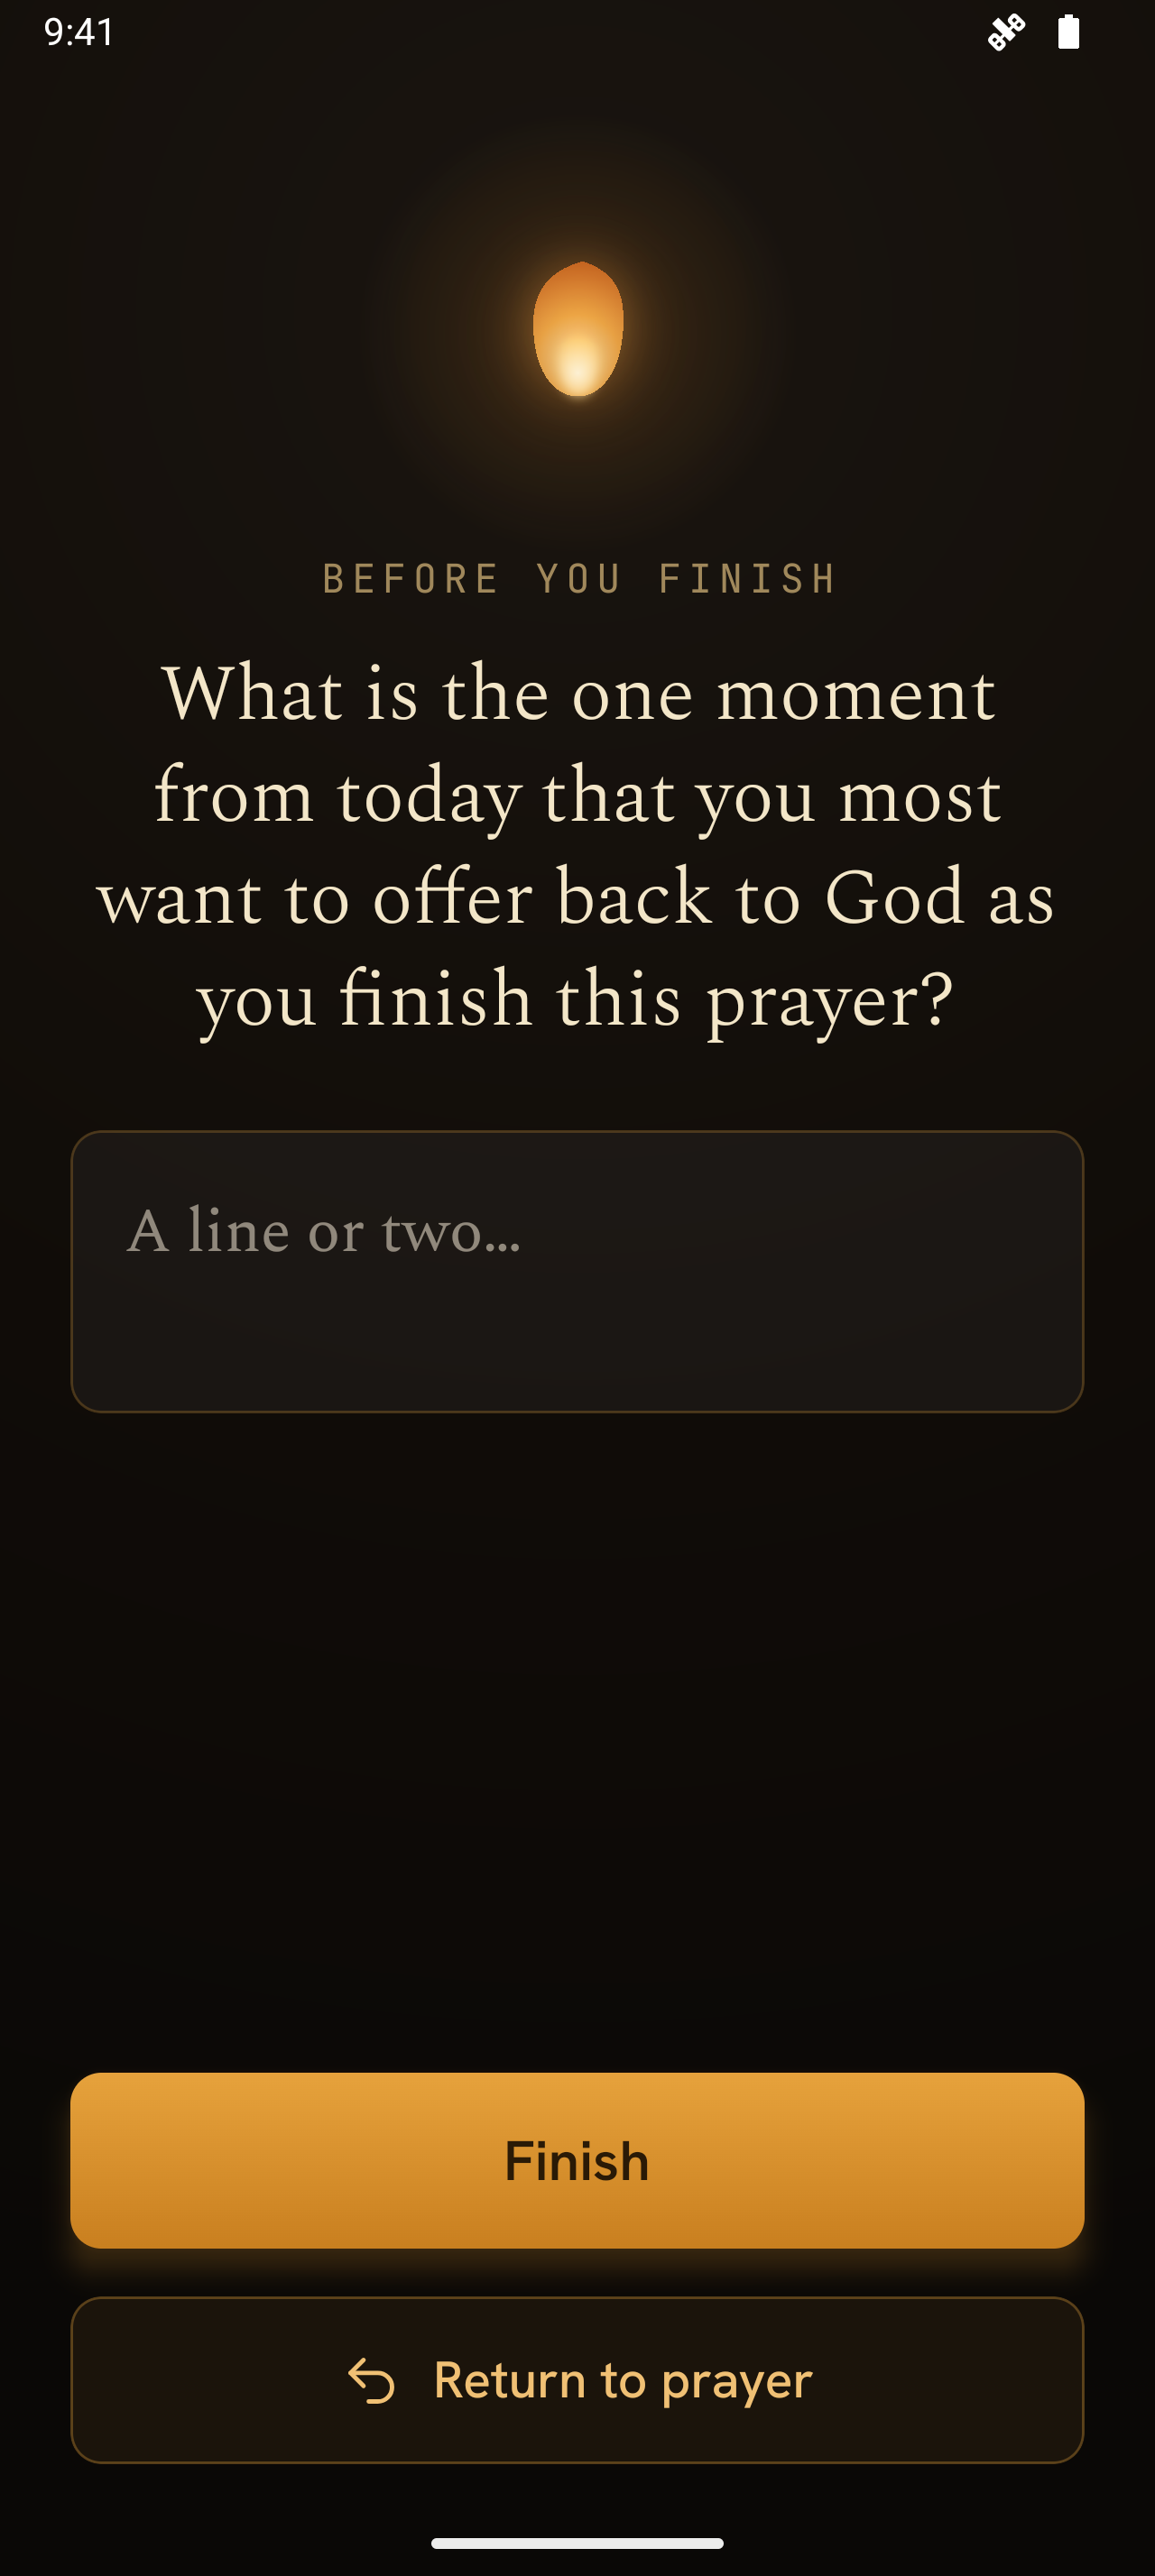 9:41
BEFORE YOU FINISH
What is the one moment
from today that you most
want to offer back to God as
you finish this prayer?
A line or two…
Finish
Return to prayer